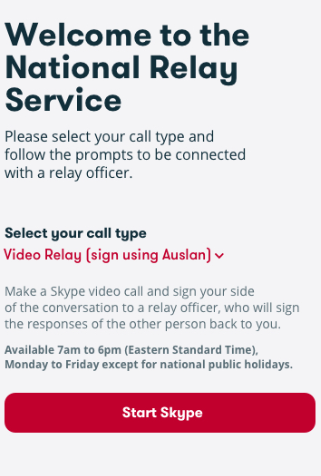 Welcome to the
National Relay
Service
Please select your call type and
follow the prompts to be connected
with a relay officer.
Select your call type
Video Relay (sign using Auslan)
Make a Skype video call and sign your side
of the conversation to a relay officer, who will sign
the responses of the other person back to you.
Available 7am to 6pm (Eastern Standard Time),
Monday to Friday except for national public holidays.
Start Skype